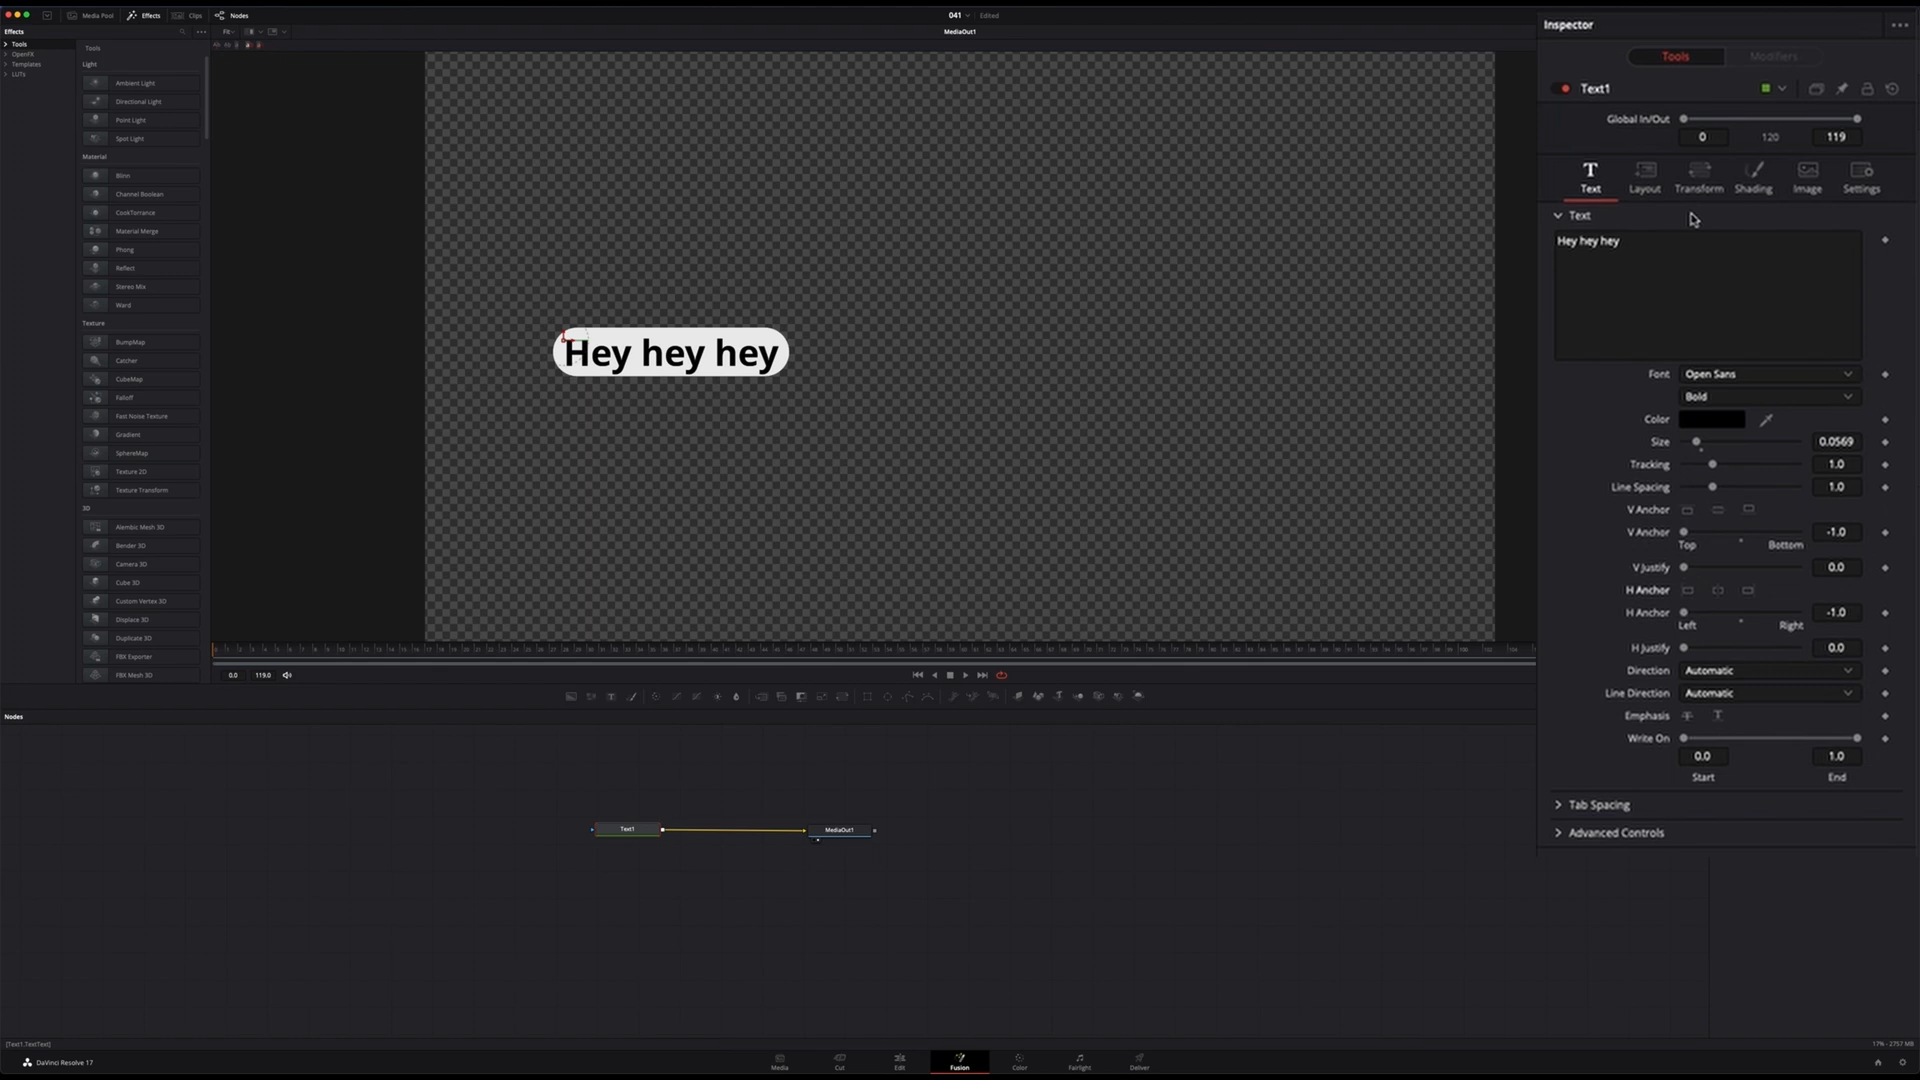 Media Pool
Effects
Clips
Nodes
041
Edited
Effects
Fit
MediaOut1
Tools
OpenFX
Templates
LUTs
Tools
Light
Ambient Light
Directional Light
Point Light
Spot Light
Material
Blinn
Channel Boolean
CookTorrance
Material Merge
Phong
Reflect
Stereo Mix
Ward
Texture
BumpMap
Catcher
CubeMap
Falloff
Fast Noise Texture
Gradient
SphereMap
Texture 2D
Texture Transform
3D
Alembic Mesh 3D
Bender 3D
Camera 3D
Cube 3D
Custom Vertex 3D
Displace 3D
Duplicate 3D
FBX Exporter
FBX Mesh 3D
Hey hey hey
0.0
119.0
Nodes
Text1
MediaOut1
Inspector
Tools
Modifiers
Text1
Global In/Out
0
120
119
Text
Layout
Transform
Shading
Image
Settings
Text
Hey hey hey
Font
Open Sans
Bold
Color
Size
0.0569
Tracking
1.0
Line Spacing
1.0
V Anchor
V Anchor
-1.0
Top
Bottom
V Justify
0.0
H Anchor
H Anchor
-1.0
Left
Right
H Justify
0.0
Direction
Automatic
Line Direction
Automatic
Emphasis
Write On
0.0
1.0
Start
End
Tab Spacing
Advanced Controls
[Text1.TextText]
17% - 2757 MB
DaVinci Resolve 17
Media
Cut
Edit
Fusion
Color
Fairlight
Deliver